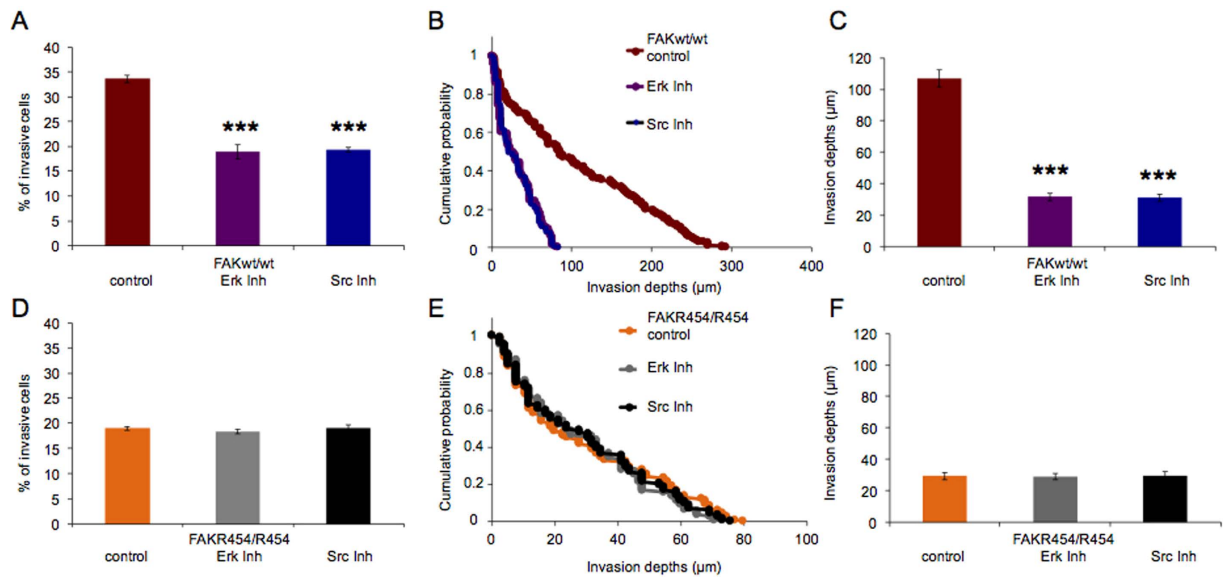 A
% of invasive cells
40
35
30
25
20
15
10
5
0
***
***
control
FAKwt/wt
Erk Inh
Src Inh
B
Cumulative probability
1
0.8
0.6
0.4
0.2
0
0
100
200
300
400
Invasion depths (µm)
FAKwt/wt
control
Erk Inh
Src Inh
C
Invasion depths (µm)
120
100
80
60
40
20
0
***
***
control
FAKwt/wt
Erk Inh
Src Inh
D
% of invasive cells
40
35
30
25
20
15
10
5
0
control
FAKR454/R454
Erk Inh
Src Inh
E
Cumulative probability
1
0.8
0.6
0.4
0.2
0
0
20
40
60
80
100
Invasion depths (µm)
FAKR454/R454
control
Erk Inh
Src Inh
F
Invasion depths (µm)
120
100
80
60
40
20
0
control
FAKR454/R454
Erk Inh
Src Inh